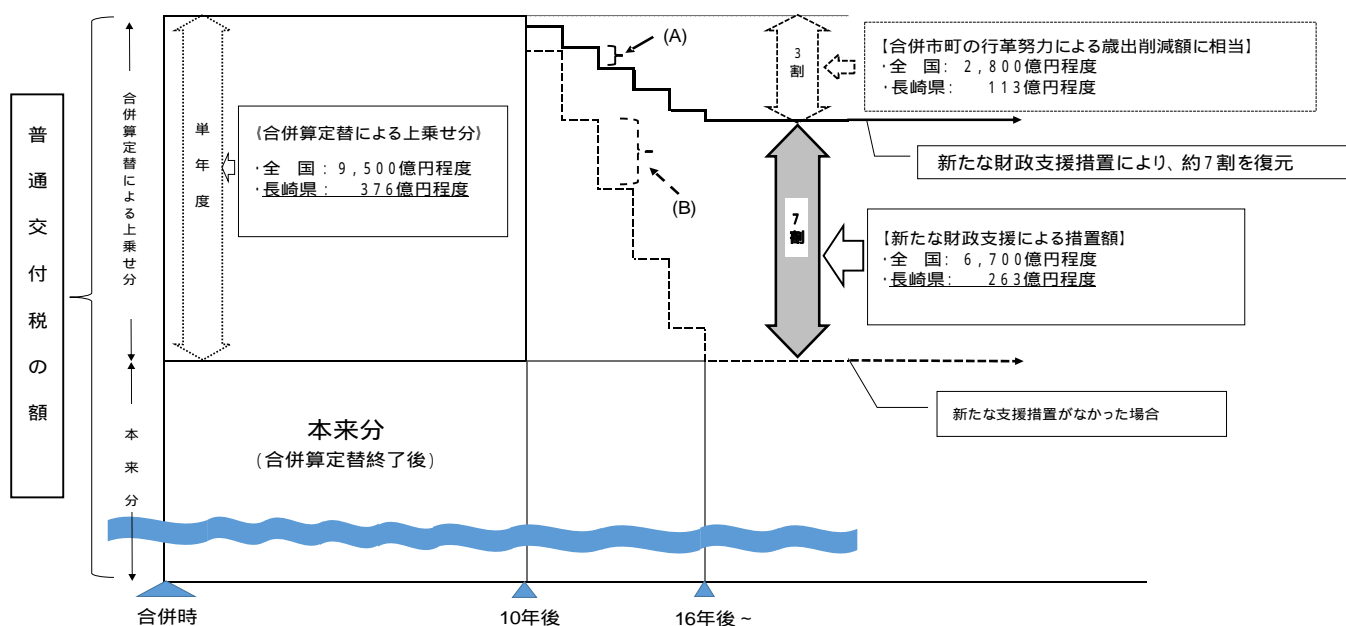 普通交付税の額
合併算定替による上乗せ分
本来分
単年度
《合併算定替による上乗せ分》
・全 国：9,500億円程度
・長崎県： 376億円程度
(A)
(B)
3割
7割
【合併市町の行革努力による歳出削減額に相当】
・全 国：2,800億円程度
・長崎県： 113億円程度
新たな財政支援措置により、約7割を復元
【新たな財政支援による措置額】
・全 国：6,700億円程度
・長崎県： 263億円程度
新たな支援措置がなかった場合
本来分
(合併算定替終了後)
合併時
10年後
16年後~